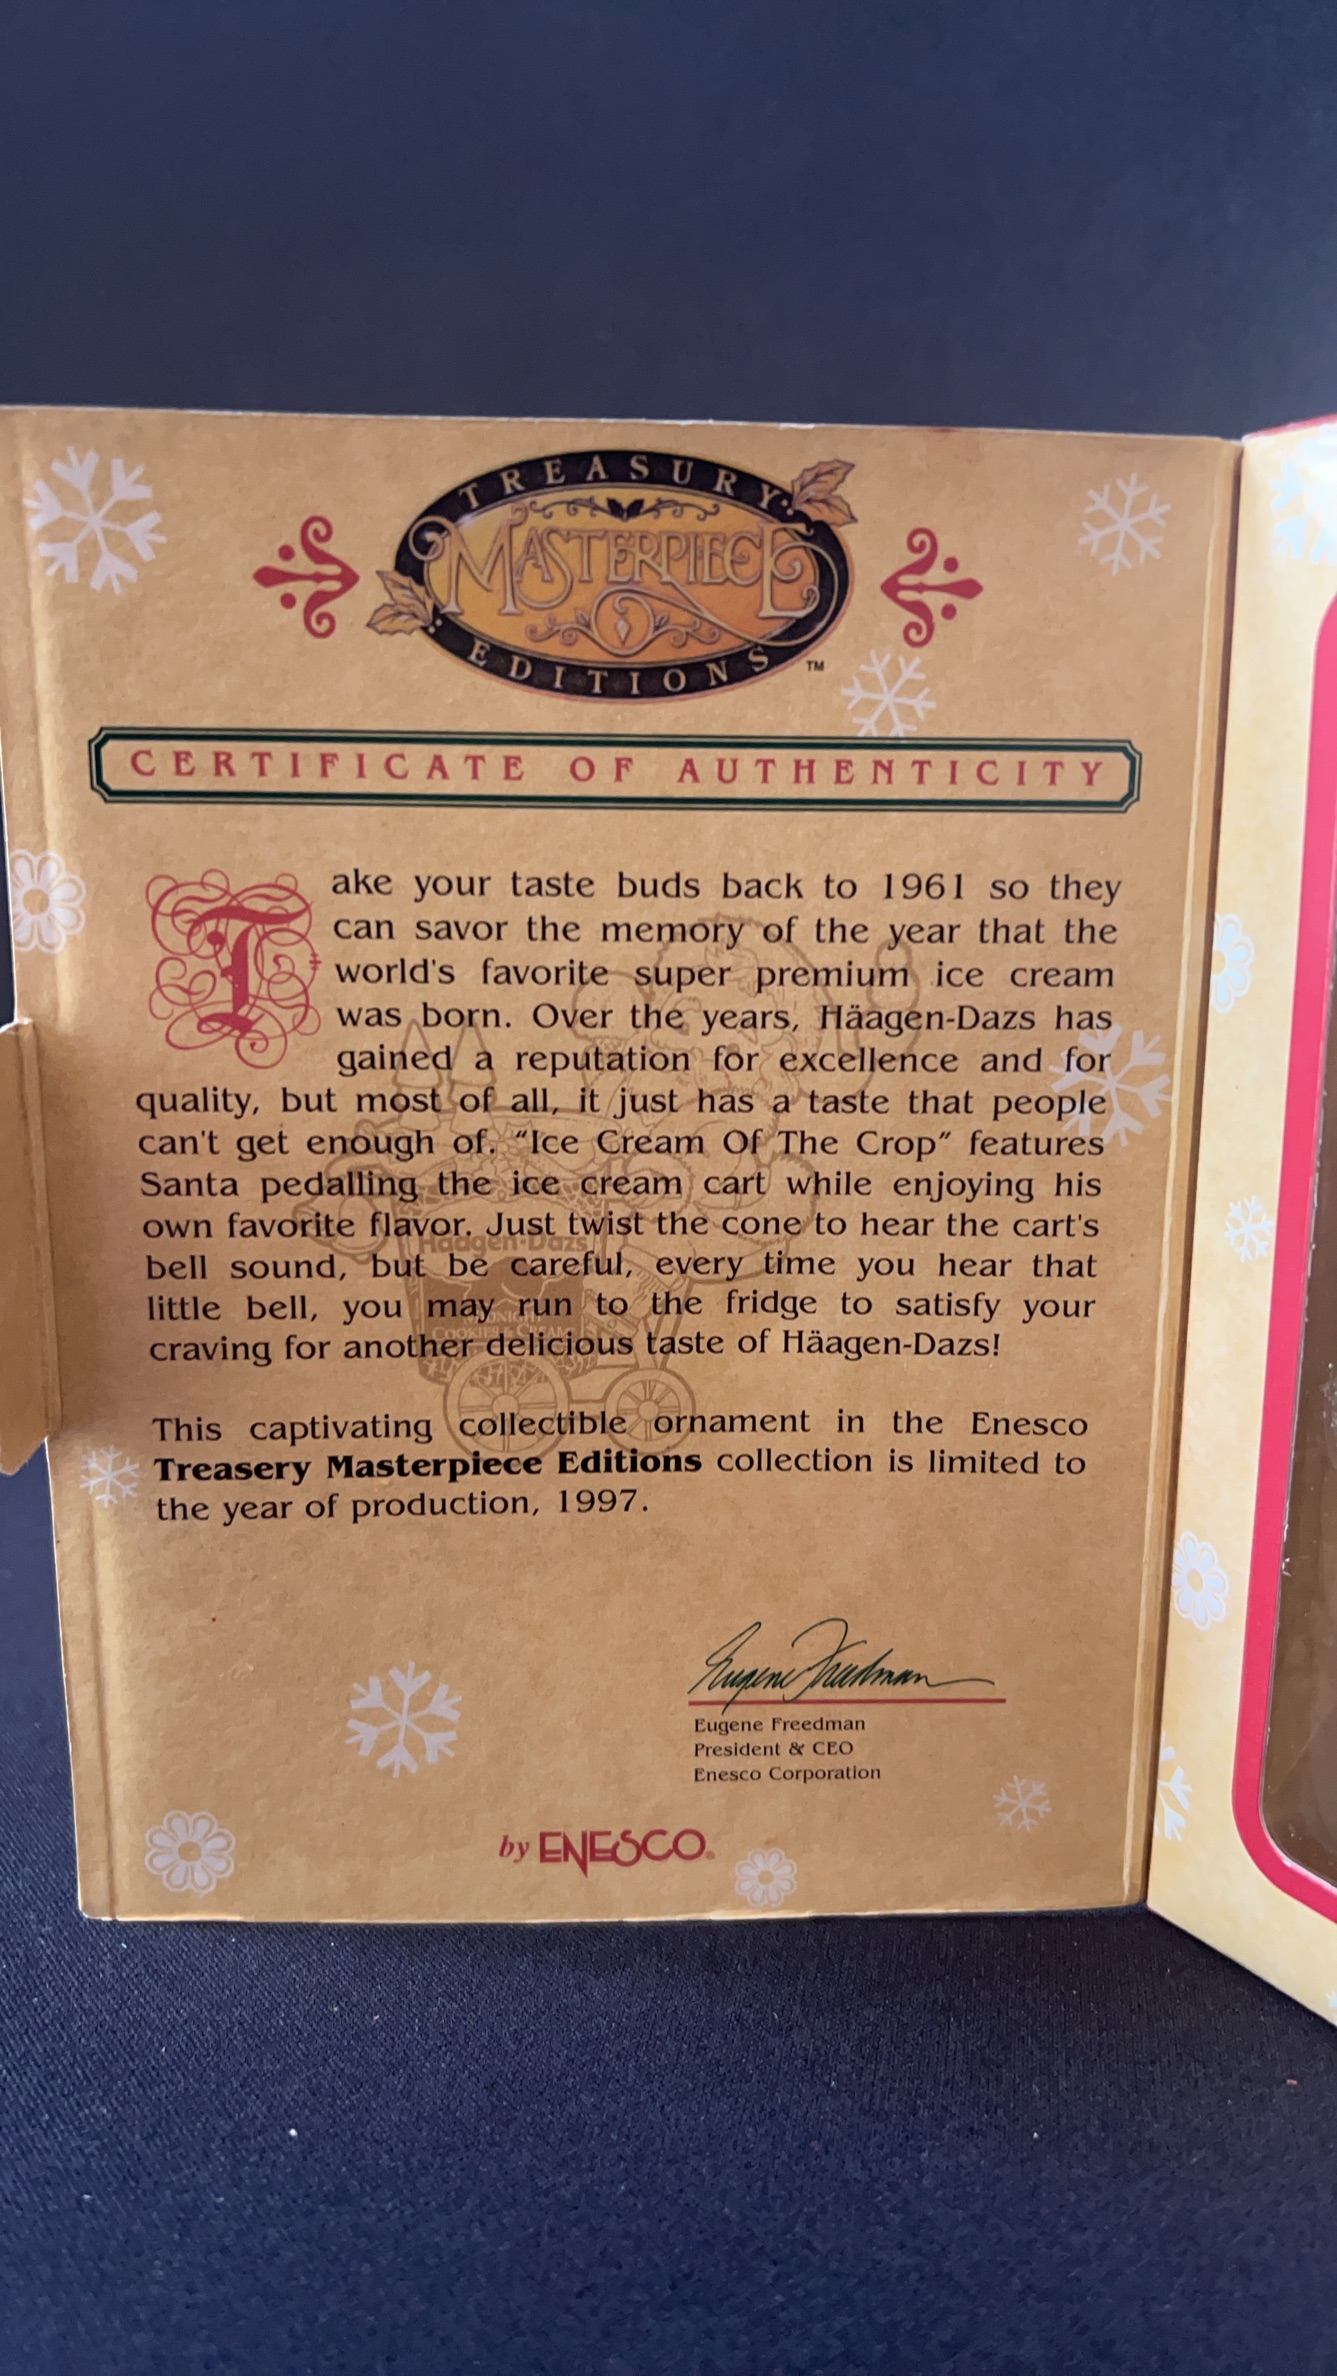 TREASURY
MASTERPIECE
EDITIONS
TM
CERTIFICATE OF AUTHENTICITY
Take your taste buds back to 1961 so they
can savor the memory of the year that the
world's favorite super premium ice cream
was born. Over the years, Häagen-Dazs has
gained a reputation for excellence and for
quality, but most of all, it just has a taste that people
can't get enough of. “Ice Cream Of The Crop” features
Santa pedalling the ice cream cart while enjoying his
own favorite flavor. Just twist the cone to hear the cart's
bell sound, but be careful, every time you hear that
little bell, you may run to the fridge to satisfy your
craving for another delicious taste of Häagen-Dazs!
Häagen-Dazs
MIDNIGHT
COOKIES & CREAM
This captivating collectible ornament in the Enesco
Treasery Masterpiece Editions collection is limited to
the year of production, 1997.
Eugene Freedman
Eugene Freedman
President & CEO
Enesco Corporation
by ENESCO®